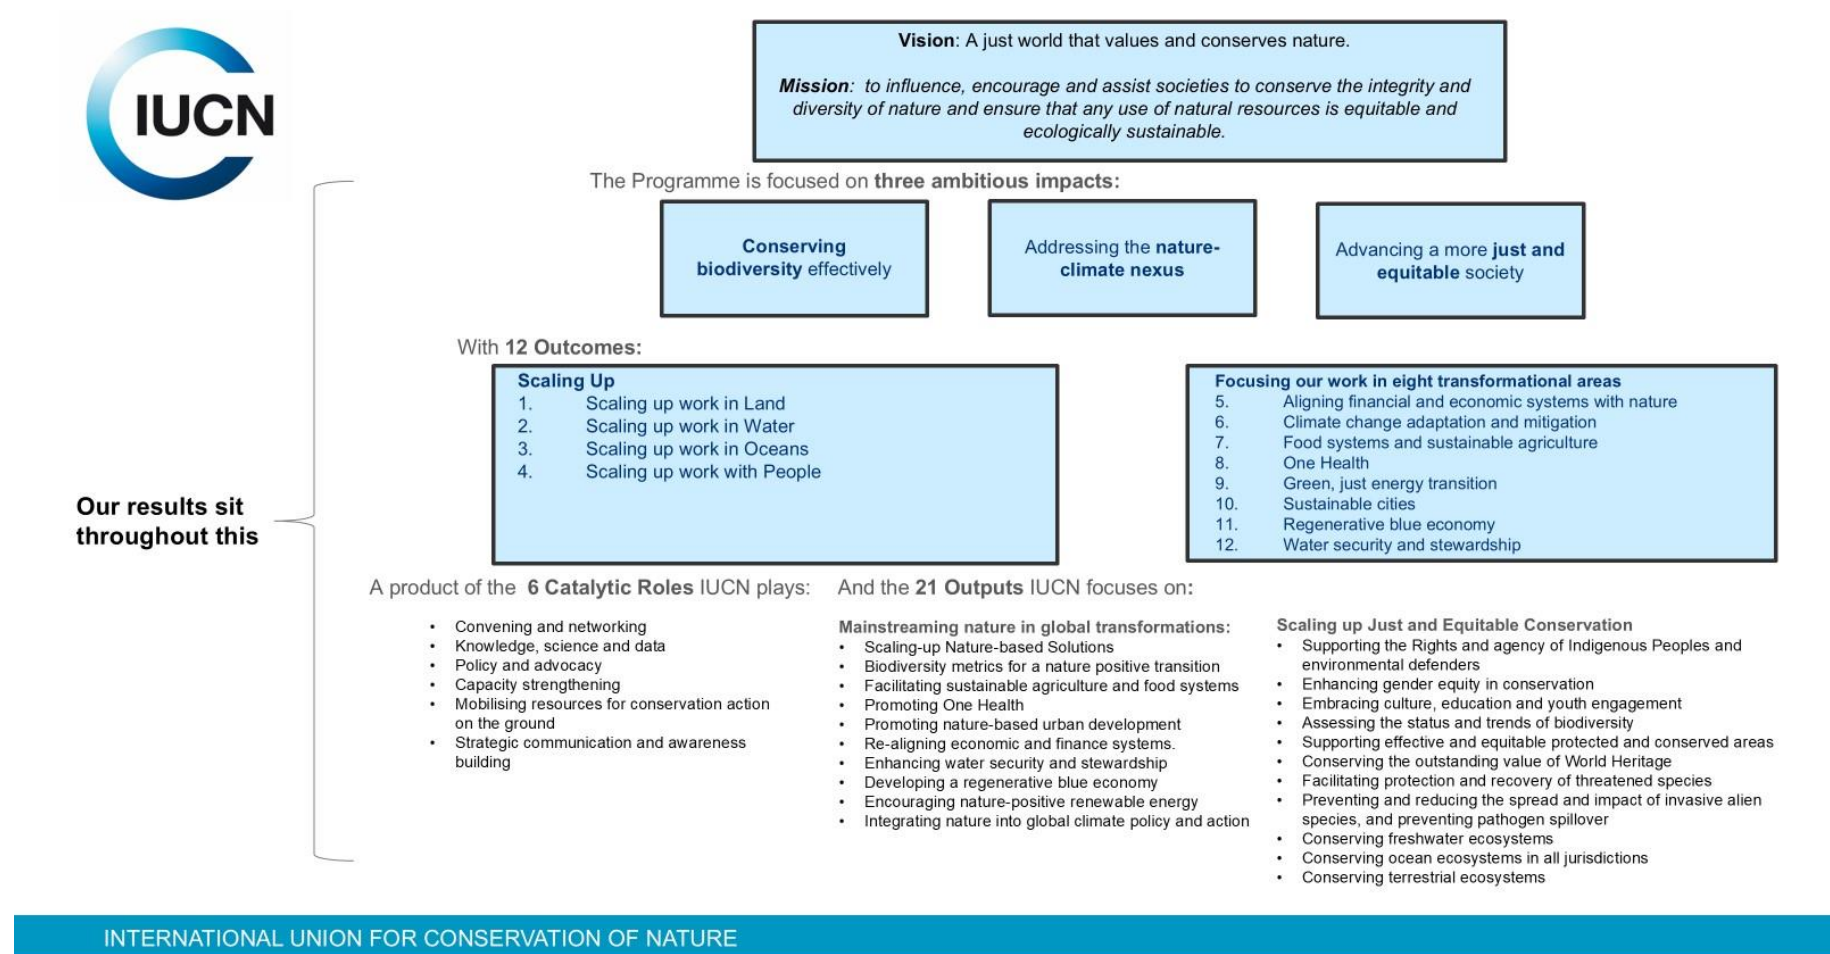 IUCN
Vision: A just world that values and conserves nature.
Mission: to influence, encourage and assist societies to conserve the integrity and
diversity of nature and ensure that any use of natural resources is equitable and
ecologically sustainable.
The Programme is focused on three ambitious impacts:
Conserving
biodiversity effectively
Addressing the nature-
climate nexus
Advancing a more just and
equitable society
With 12 Outcomes:
Scaling Up
1. Scaling up work in Land
2. Scaling up work in Water
3. Scaling up work in Oceans
4. Scaling up work with People
Focusing our work in eight transformational areas
5. Aligning financial and economic systems with nature
6. Climate change adaptation and mitigation
7. Food systems and sustainable agriculture
8. One Health
9. Green, just energy transition
10. Sustainable cities
11. Regenerative blue economy
12. Water security and stewardship
Our results sit
throughout this
A product of the 6 Catalytic Roles IUCN plays:
• Convening and networking
• Knowledge, science and data
• Policy and advocacy
• Capacity strengthening
• Mobilising resources for conservation action
on the ground
• Strategic communication and awareness
building
And the 21 Outputs IUCN focuses on:
Mainstreaming nature in global transformations:
• Scaling-up Nature-based Solutions
• Biodiversity metrics for a nature positive transition
• Facilitating sustainable agriculture and food systems
• Promoting One Health
• Promoting nature-based urban development
• Re-aligning economic and finance systems.
• Enhancing water security and stewardship
• Developing a regenerative blue economy
• Encouraging nature-positive renewable energy
• Integrating nature into global climate policy and action
Scaling up Just and Equitable Conservation
• Supporting the Rights and agency of Indigenous Peoples and
environmental defenders
• Enhancing gender equity in conservation
• Embracing culture, education and youth engagement
• Assessing the status and trends of biodiversity
• Supporting effective and equitable protected and conserved areas
• Conserving the outstanding value of World Heritage
• Facilitating protection and recovery of threatened species
• Preventing and reducing the spread and impact of invasive alien
species, and preventing pathogen spillover
• Conserving freshwater ecosystems
• Conserving ocean ecosystems in all jurisdictions
• Conserving terrestrial ecosystems
INTERNATIONAL UNION FOR CONSERVATION OF NATURE